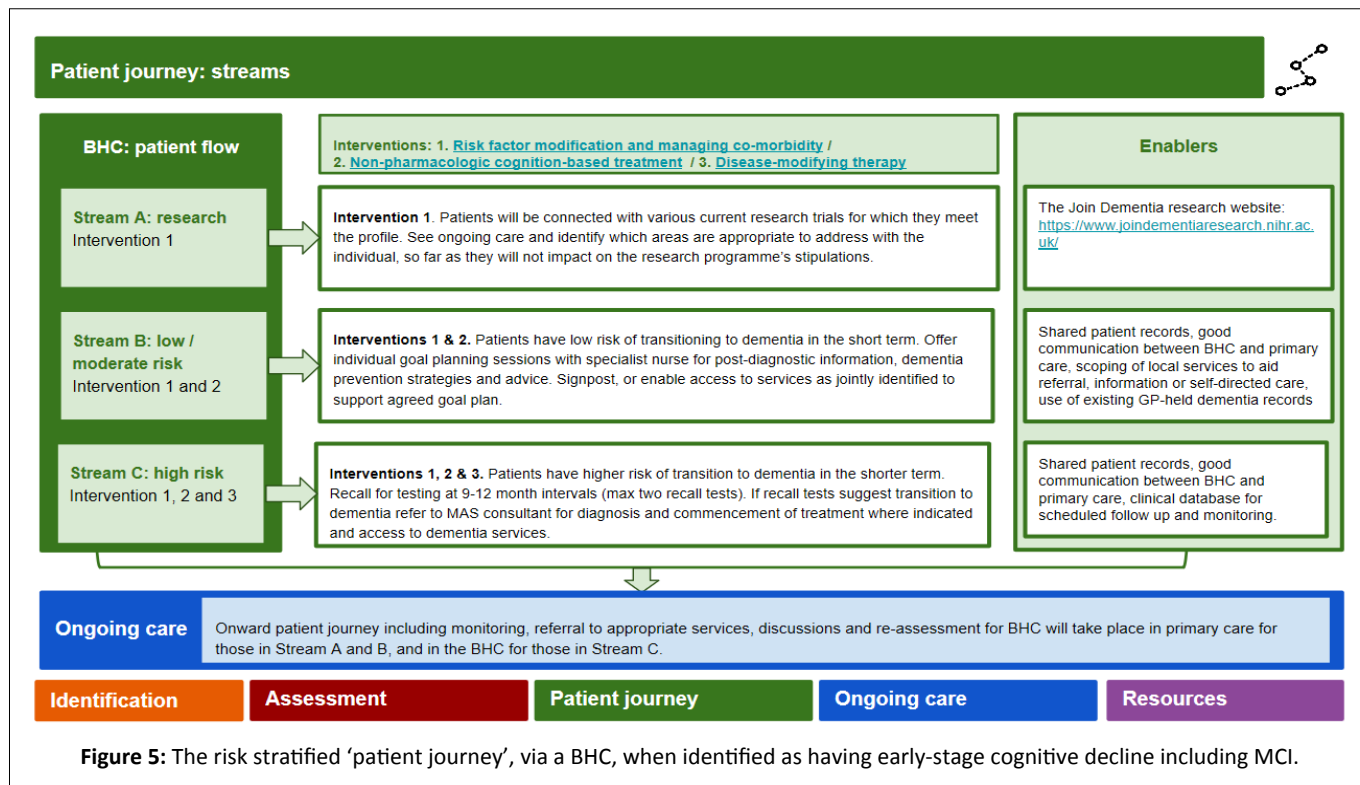 Patient journey: streams
BHC: patient flow
Interventions: 1. Risk factor modification and managing co-morbidity /
2. Non-pharmacologic cognition-based treatment / 3. Disease-modifying therapy
Enablers
Stream A: research
Intervention 1
Intervention 1. Patients will be connected with various current research trials for which they meet
the profile. See ongoing care and identify which areas are appropriate to address with the
individual, so far as they will not impact on the research programme's stipulations.
The Join Dementia research website:
https://www.joindementiaresearch.nihr.ac.
uk/
Stream B: low /
moderate risk
Intervention 1 and 2
Interventions 1 & 2. Patients have low risk of transitioning to dementia in the short term. Offer
individual goal planning sessions with specialist nurse for post-diagnostic information, dementia
prevention strategies and advice. Signpost, or enable access to services as jointly identified to
support agreed goal plan.
Shared patient records, good
communication between BHC and primary
care, scoping of local services to aid
referral, information or self-directed care,
use of existing GP-held dementia records
Stream C: high risk
Intervention 1, 2 and 3
Interventions 1, 2 & 3. Patients have higher risk of transition to dementia in the shorter term.
Recall for testing at 9-12 month intervals (max two recall tests). If recall tests suggest transition to
dementia refer to MAS consultant for diagnosis and commencement of treatment where indicated
and access to dementia services.
Shared patient records, good
communication between BHC and
primary care, clinical database for
scheduled follow up and monitoring.
Ongoing care
Onward patient journey including monitoring, referral to appropriate services, discussions and re-assessment for BHC will take place in primary care for
those in Stream A and B, and in the BHC for those in Stream C.
Identification
Assessment
Patient journey
Ongoing care
Resources
Figure 5: The risk stratified 'patient journey', via a BHC, when identified as having early-stage cognitive decline including MCI.